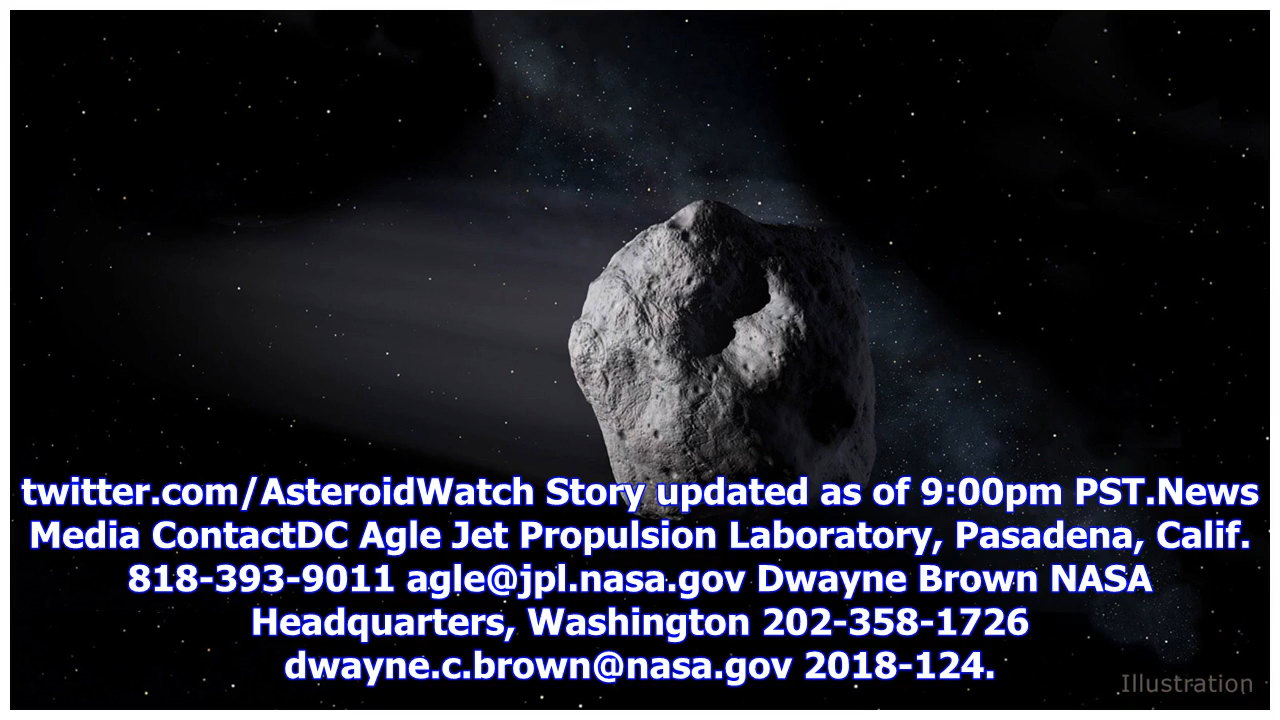 twitter.com/AsteroidWatch Story updated as of 9:00pm PST.News
Media ContactDC Agle Jet Propulsion Laboratory, Pasadena, Calif.
818-393-9011 agle@jpl.nasa.gov Dwayne Brown NASA
Headquarters, Washington 202-358-1726
dwayne.c.brown@nasa.gov 2018-124.
Illustration